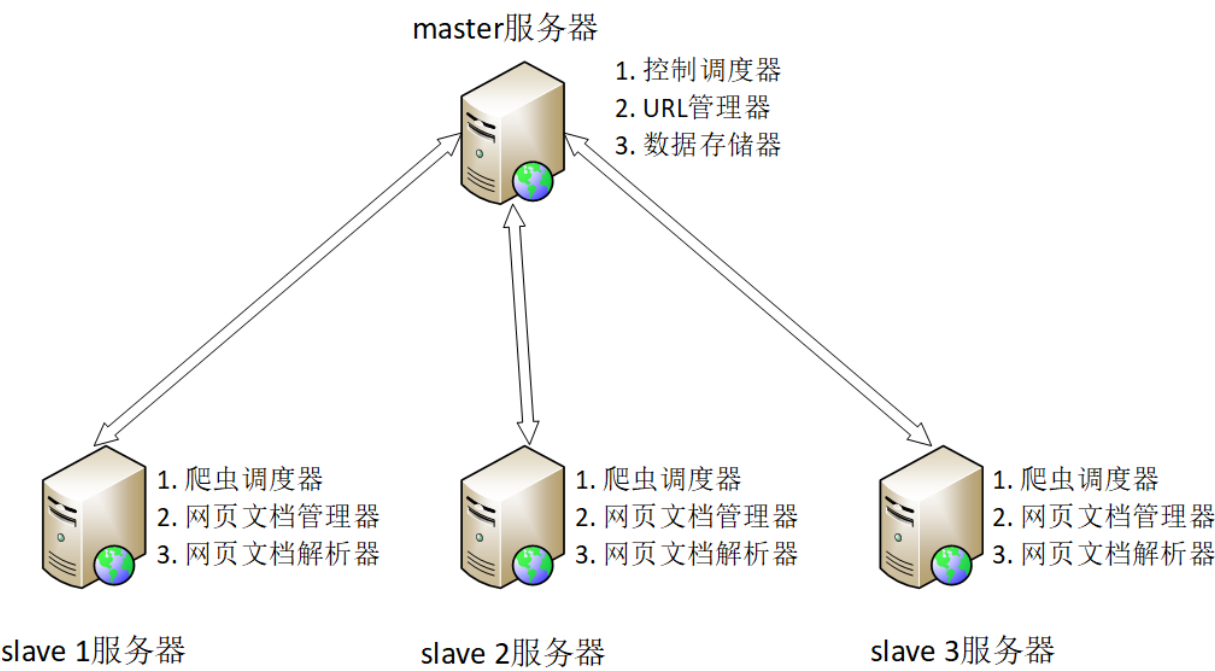 master服务器
1. 控制调度器
2. URL管理器
3. 数据存储器
1. 爬虫调度器
2. 网页文档管理器
3. 网页文档解析器
slave 1服务器
1. 爬虫调度器
2. 网页文档管理器
3. 网页文档解析器
slave 2服务器
1. 爬虫调度器
2. 网页文档管理器
3. 网页文档解析器
slave 3服务器